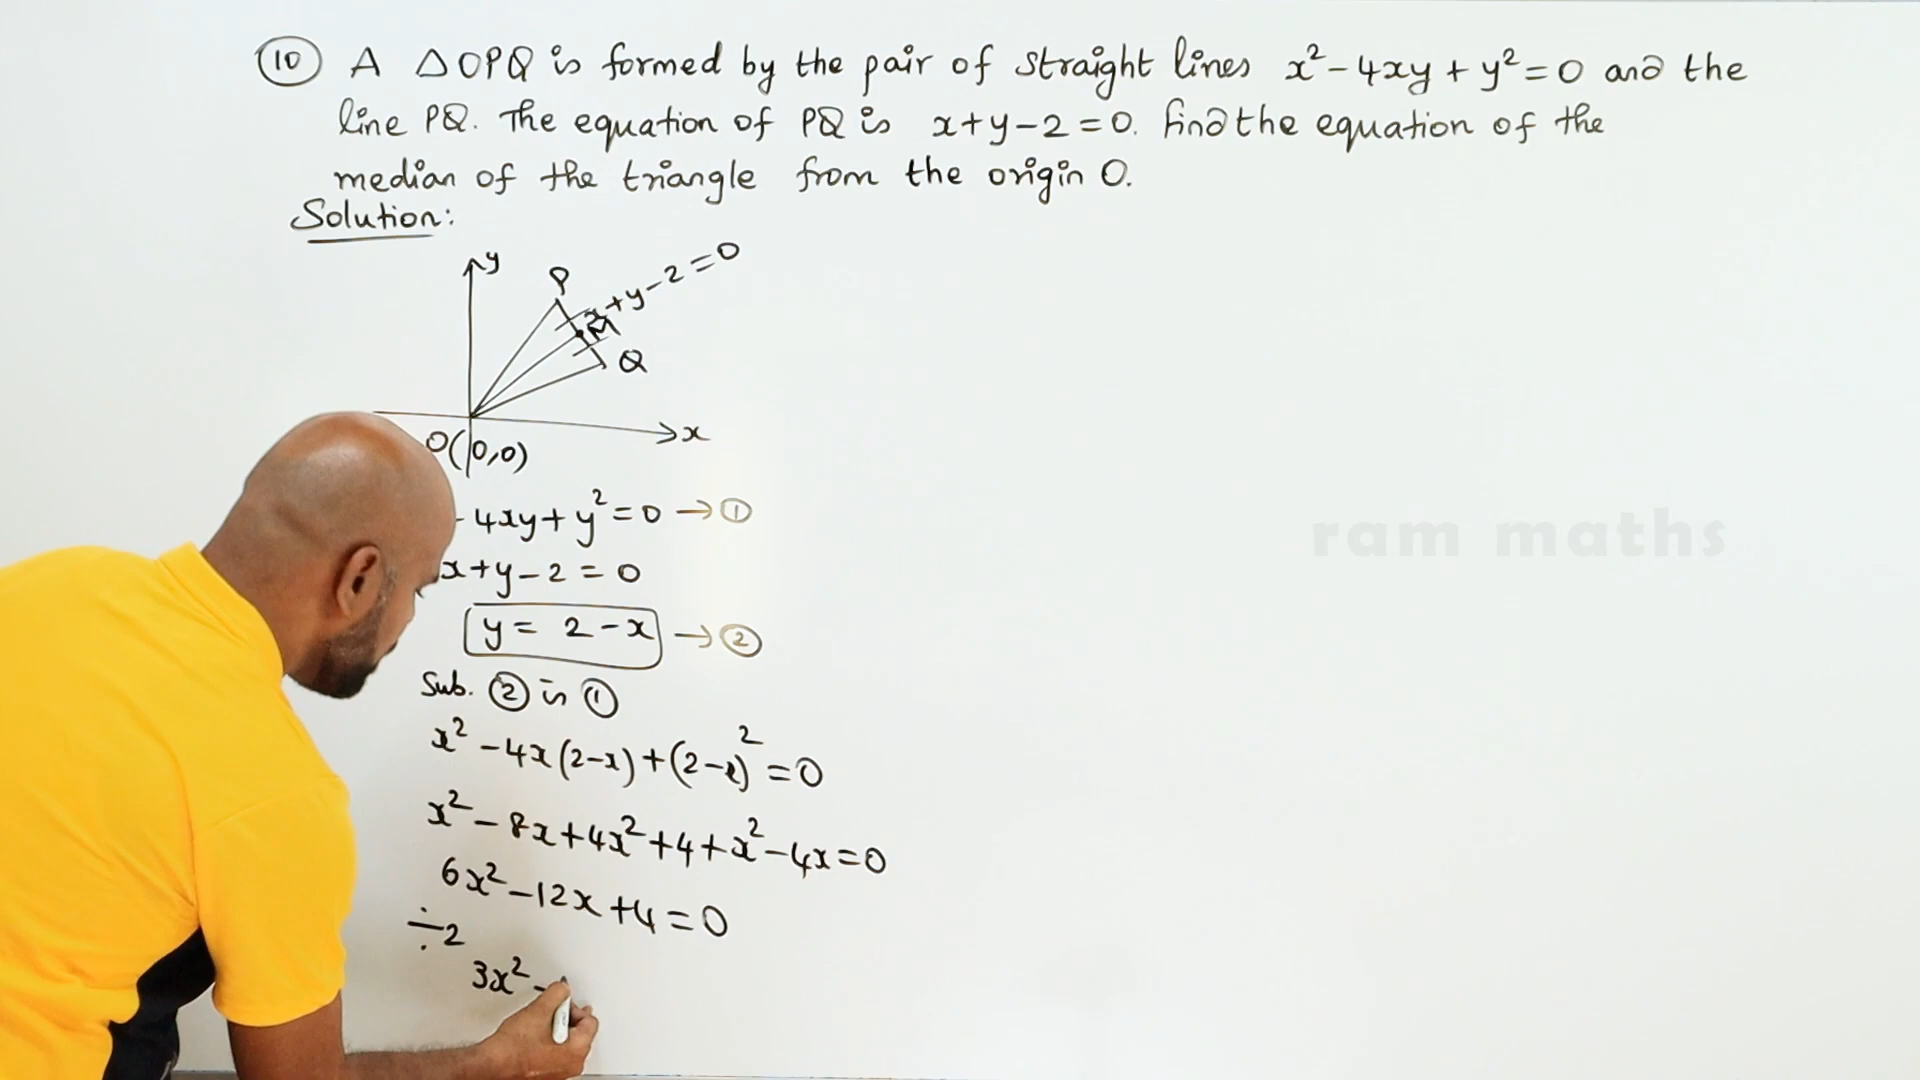 (10) A △OPQ is formed by the pair of straight lines x² - 4xy + y² = 0 and the
line PQ. The equation of PQ is x+y-2=0. Find the equation of the
median of the triangle from the origin O.
Solution:
y
P
x+y-2=0
M
Q
x
O(0,0)
- 4xy + y² = 0 → ①
x+y-2 = 0
y = 2-x → ②
Sub. ② in ①
x² - 4x(2-x) + (2-x)² = 0
x² - 8x + 4x² + 4 + x² - 4x = 0
6x² - 12x + 4 = 0
÷2
3x² -
ram maths